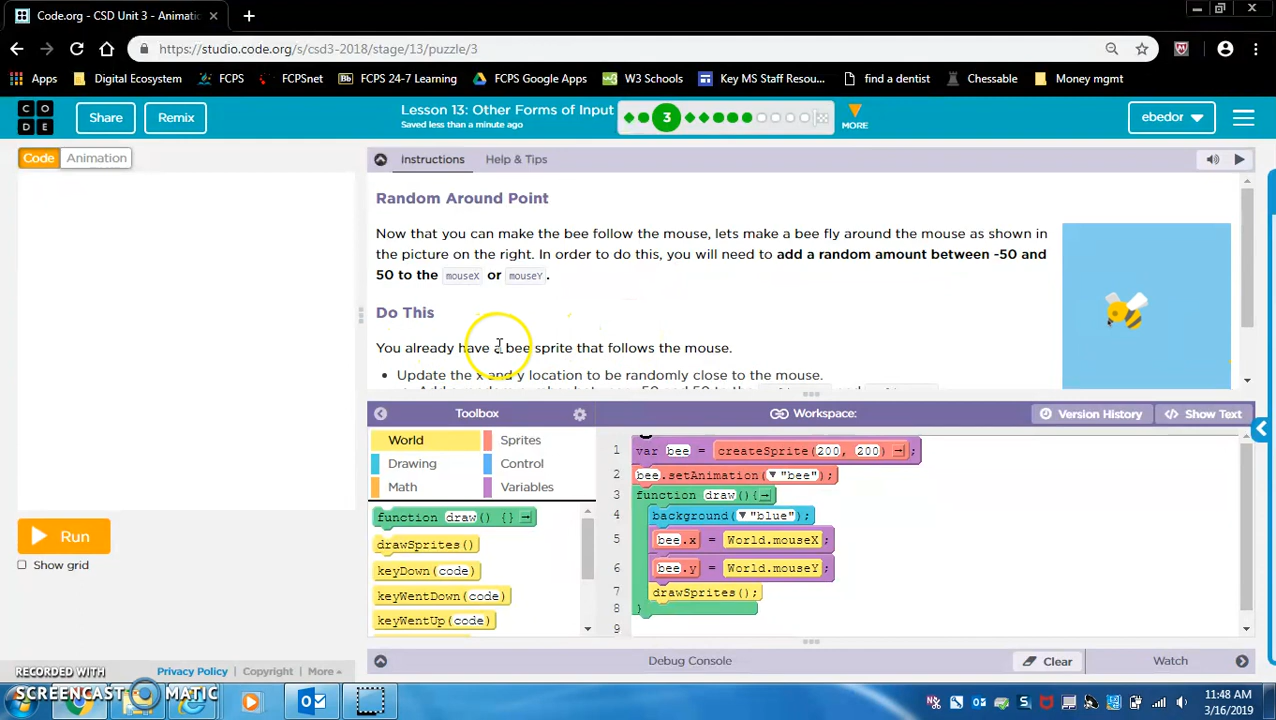 Code.org - CSD Unit 3 - Animatio
https://studio.code.org/s/csd3-2018/stage/13/puzzle/3
Apps Digital Ecosystem FCPS FCPSnet FCPS 24-7 Learning FCPS Google Apps W3 Schools Key MS Staff Resou... find a dentist Chessable Money mgmt
C O D E
Share
Remix
Lesson 13: Other Forms of Input
Saved less than a minute ago
3
MORE
ebedor
Code Animation
Instructions Help & Tips
Random Around Point
Now that you can make the bee follow the mouse, lets make a bee fly around the mouse as shown in
the picture on the right. In order to do this, you will need to add a random amount between -50 and
50 to the mouseX or mouseY.
Do This
You already have a bee sprite that follows the mouse.
Update the x and y location to be randomly close to the mouse.
Toolbox
Workspace:
Version History
Show Text
World Sprites
Drawing Control
Math Variables
function draw() {}
drawSprites()
keyDown(code)
keyWentDown(code)
keyWentUp(code)
1 var bee = createSprite(200, 200);
2 bee.setAnimation("bee");
3 function draw(){
4 background("blue");
5 bee.x = World.mouseX;
6 bee.y = World.mouseY;
7 drawSprites();
8 }
9
Run
Show grid
Debug Console
Clear
Watch
Privacy Policy | Copyright | More
RECORDED WITH
SCREENCAST MATIC
11:48 AM
3/16/2019